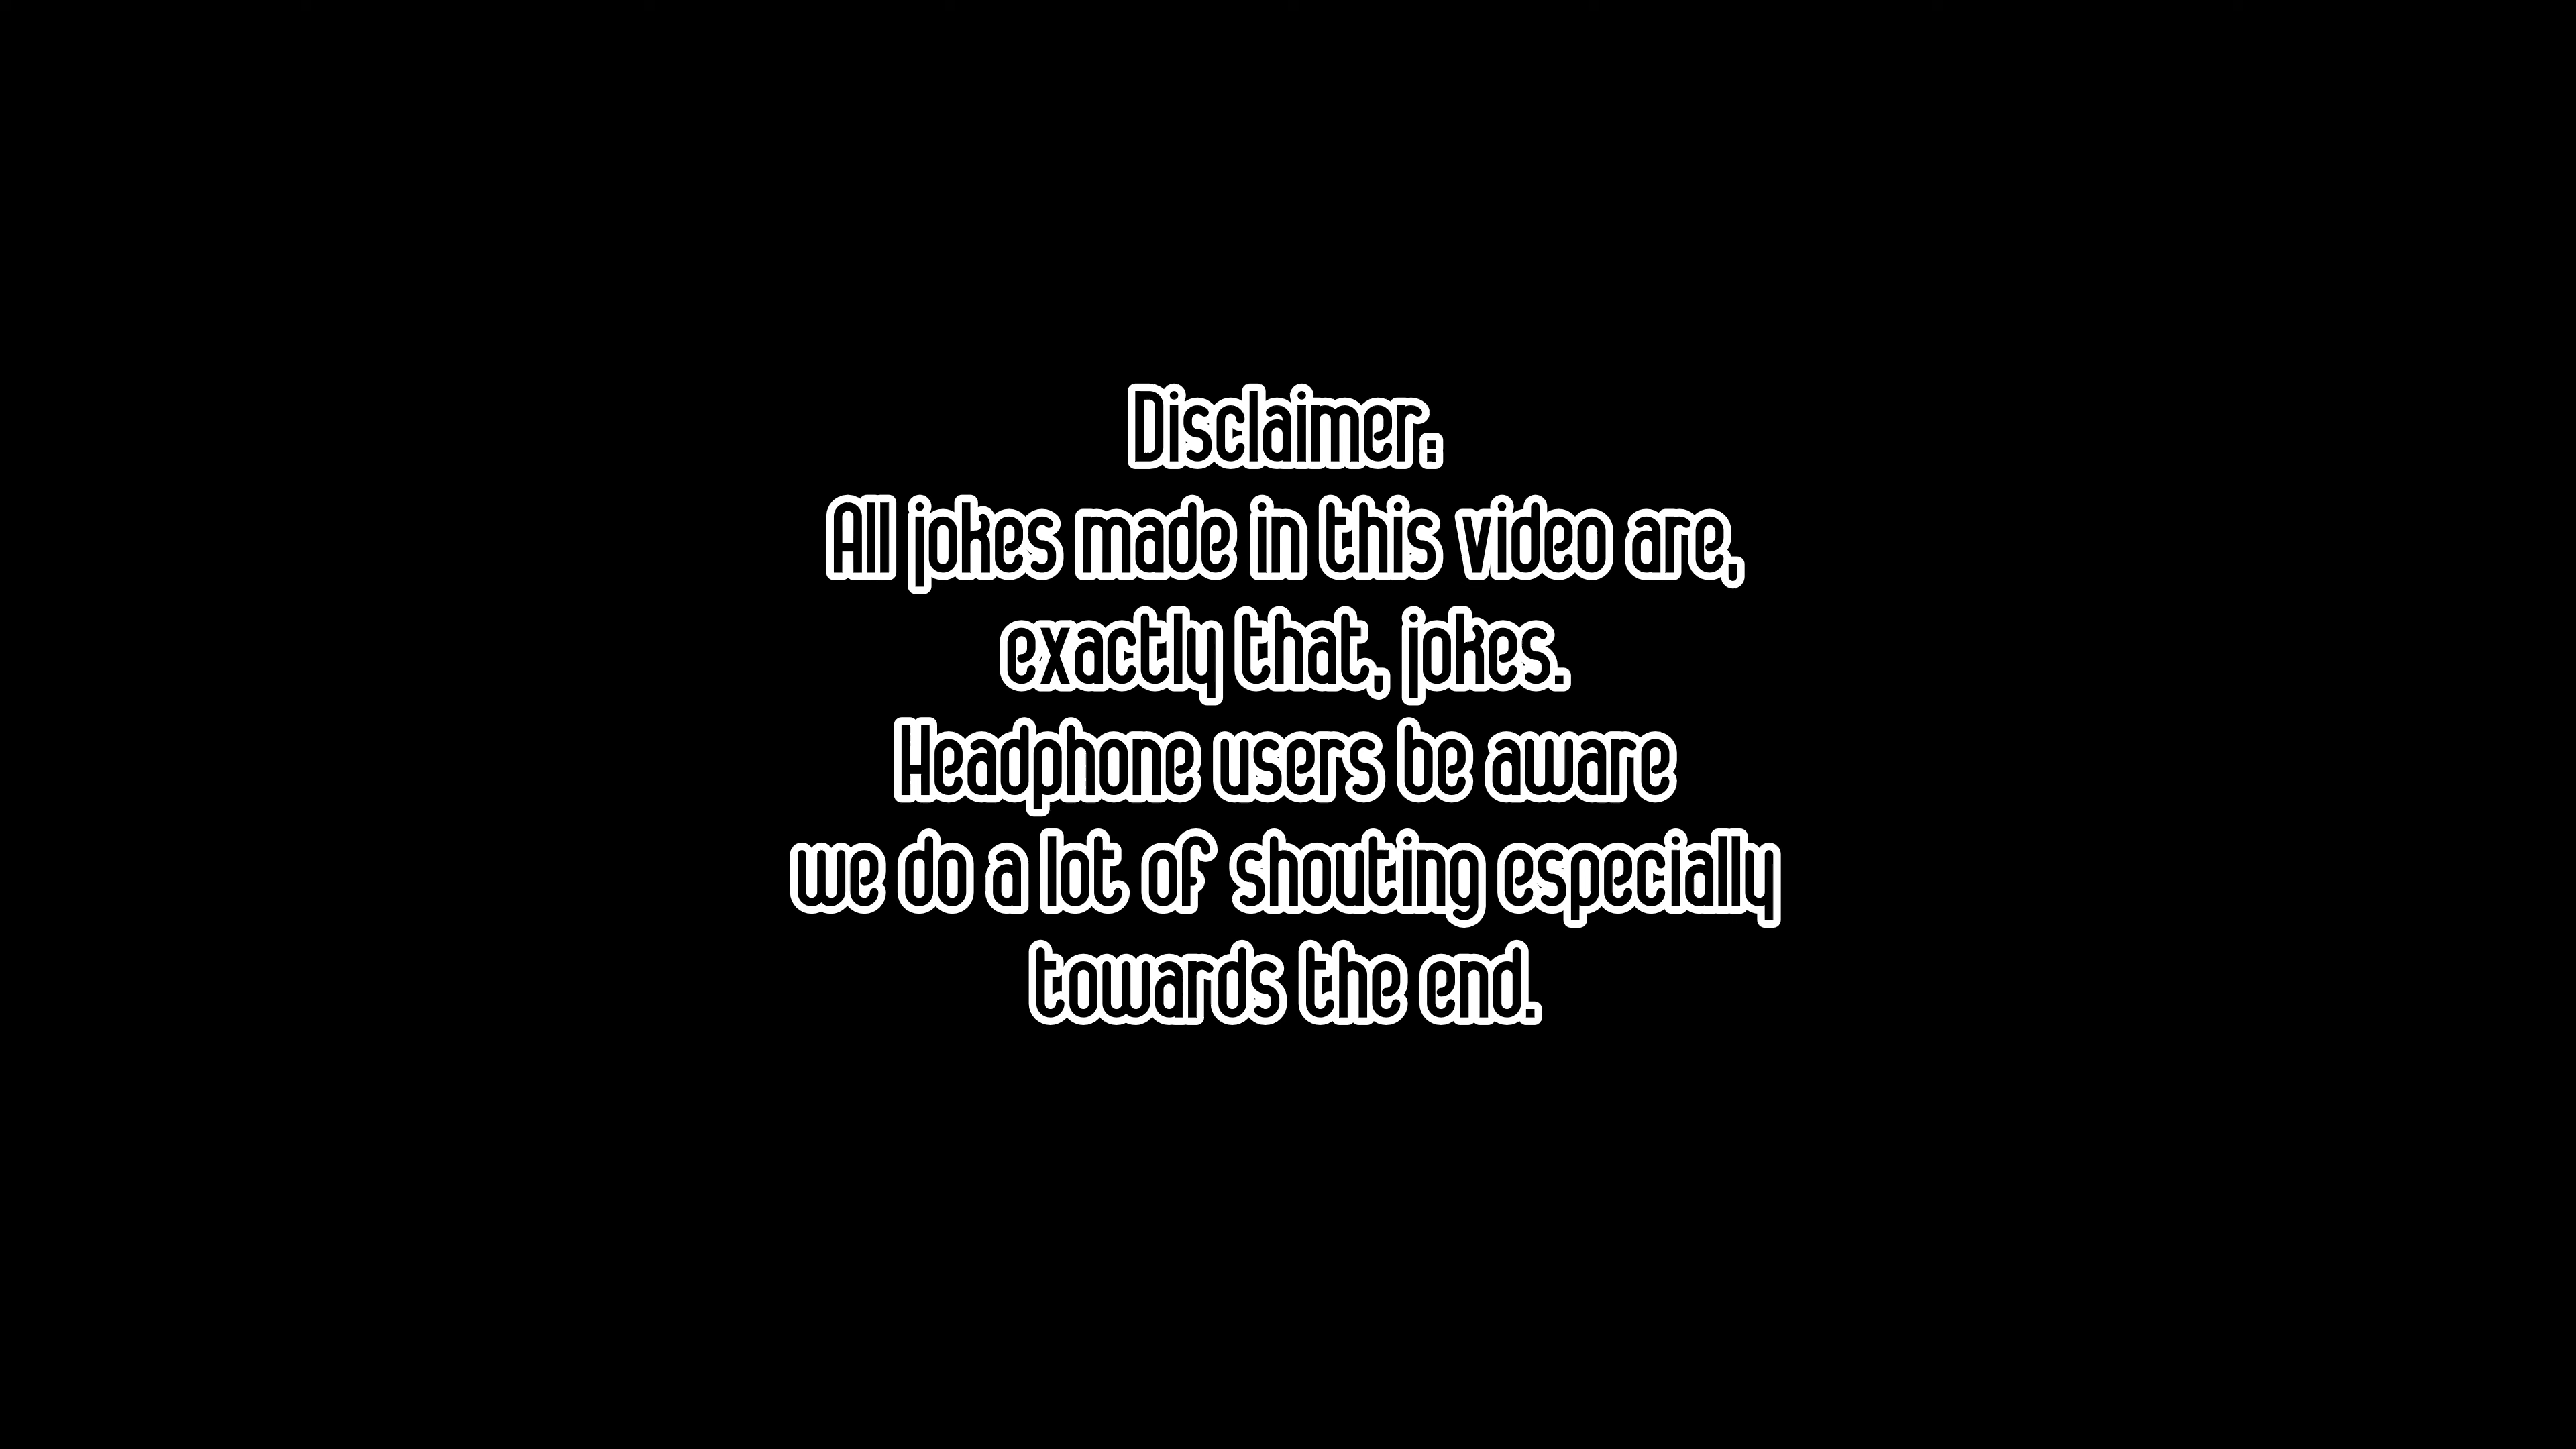 Disclaimer:
All jokes made in this video are,
exactly that, jokes.
Headphone users be aware
we do a lot of shouting especially
towards the end.